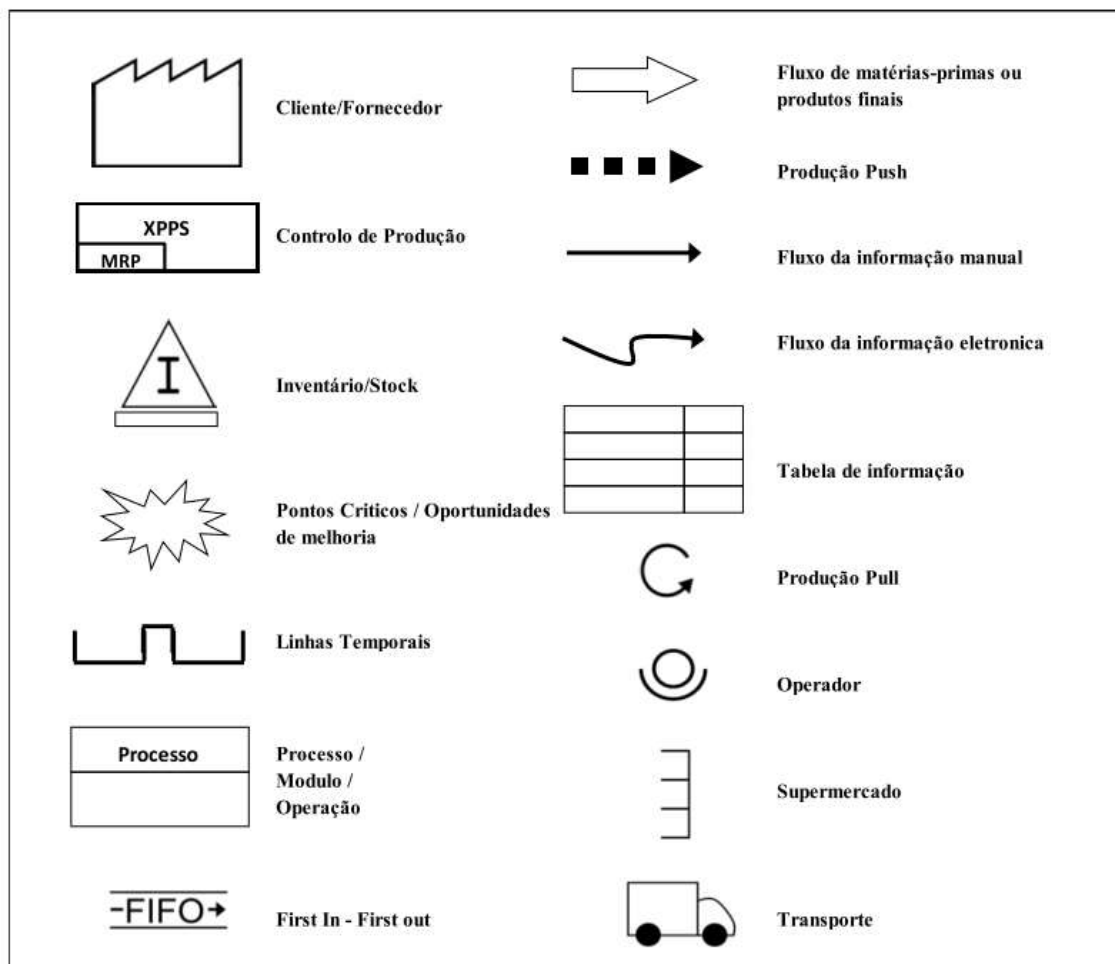 Cliente/Fornecedor
XPPS
MRP
Controlo de Produção
I
Inventário/Stock
Pontos Criticos / Oportunidades
de melhoria
Linhas Temporais
Processo
Processo /
Modulo /
Operação
FIFO
First In - First out
Fluxo de matérias-primas ou
produtos finais
Produção Push
Fluxo da informação manual
Fluxo da informação eletronica
Tabela de informação
Produção Pull
Operador
Supermercado
Transporte